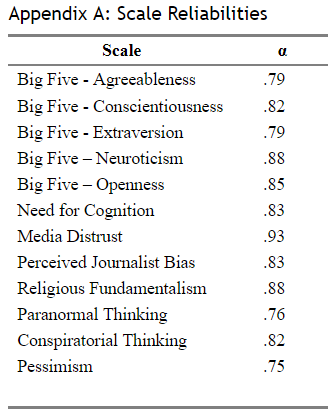 Appendix A: Scale Reliabilities
Scale α
Big Five - Agreeableness .79
Big Five - Conscientiousness .82
Big Five - Extraversion .79
Big Five – Neuroticism .88
Big Five – Openness .85
Need for Cognition .83
Media Distrust .93
Perceived Journalist Bias .83
Religious Fundamentalism .88
Paranormal Thinking .76
Conspiratorial Thinking .82
Pessimism .75